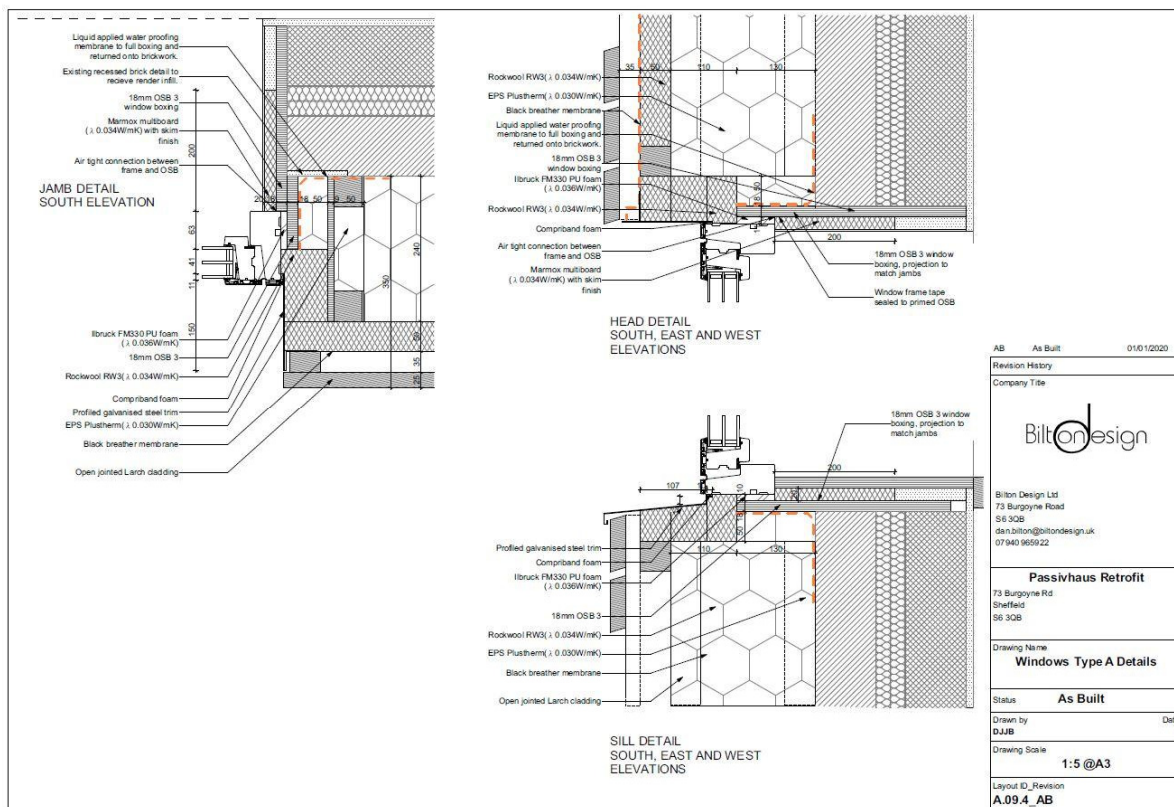 Liquid applied water proofing
membrane to full boxing and
returned onto brickwork.
Existing recessed brick detail to
recieve render infill.
18mm OSB 3
window boxing
Marmox multiboard
(λ 0.034W/mK) with skim
finish
Air tight connection between
frame and OSB
JAMB DETAIL
SOUTH ELEVATION
200
63
41
11
150
20
18
50
9
50
240
350
50
35
25
Ilbruck FM330 PU foam
(λ 0.036W/mK)
18mm OSB 3
Rockwool RW3(λ 0.034W/mK)
Compriband foam
Profiled galvanised steel trim
EPS Plustherm(λ 0.030W/mK)
Black breather membrane
Open jointed Larch cladding
35
50
110
130
Rockwool RW3(λ 0.034W/mK)
EPS Plustherm(λ 0.030W/mK)
Black breather membrane
Liquid applied water proofing
membrane to full boxing and
returned onto brickwork.
18mm OSB 3
window boxing
Ilbruck FM330 PU foam
(λ 0.036W/mK)
Rockwool RW3(λ 0.034W/mK)
Compriband foam
Air tight connection between
frame and OSB
Marmox multiboard
(λ 0.034W/mK) with skim
finish
50
18
200
18mm OSB 3 window
boxing, projection to
match jambs
Window frame tape
sealed to primed OSB
HEAD DETAIL
SOUTH, EAST AND WEST
ELEVATIONS
18mm OSB 3 window
boxing, projection to
match jambs
200
107
10
20
18
50
110
130
Profiled galvanised steel trim
Compriband foam
Ilbruck FM330 PU foam
(λ 0.036W/mK)
18mm OSB 3
Rockwool RW3(λ 0.034W/mK)
EPS Plustherm(λ 0.030W/mK)
Black breather membrane
Open jointed Larch cladding
SILL DETAIL
SOUTH, EAST AND WEST
ELEVATIONS
AB As Built 01/01/2020
Revision History
Company Title
Biltondesign
Bilton Design Ltd
73 Burgoyne Road
S6 3QB
dan.bilton@biltondesign.uk
07940 965922
Passivhaus Retrofit
73 Burgoyne Rd
Sheffield
S6 3QB
Drawing Name
Windows Type A Details
Status As Built
Drawn by
DJJB
Drawing Scale
1:5 @A3
Layout ID_Revision
A.09.4_AB